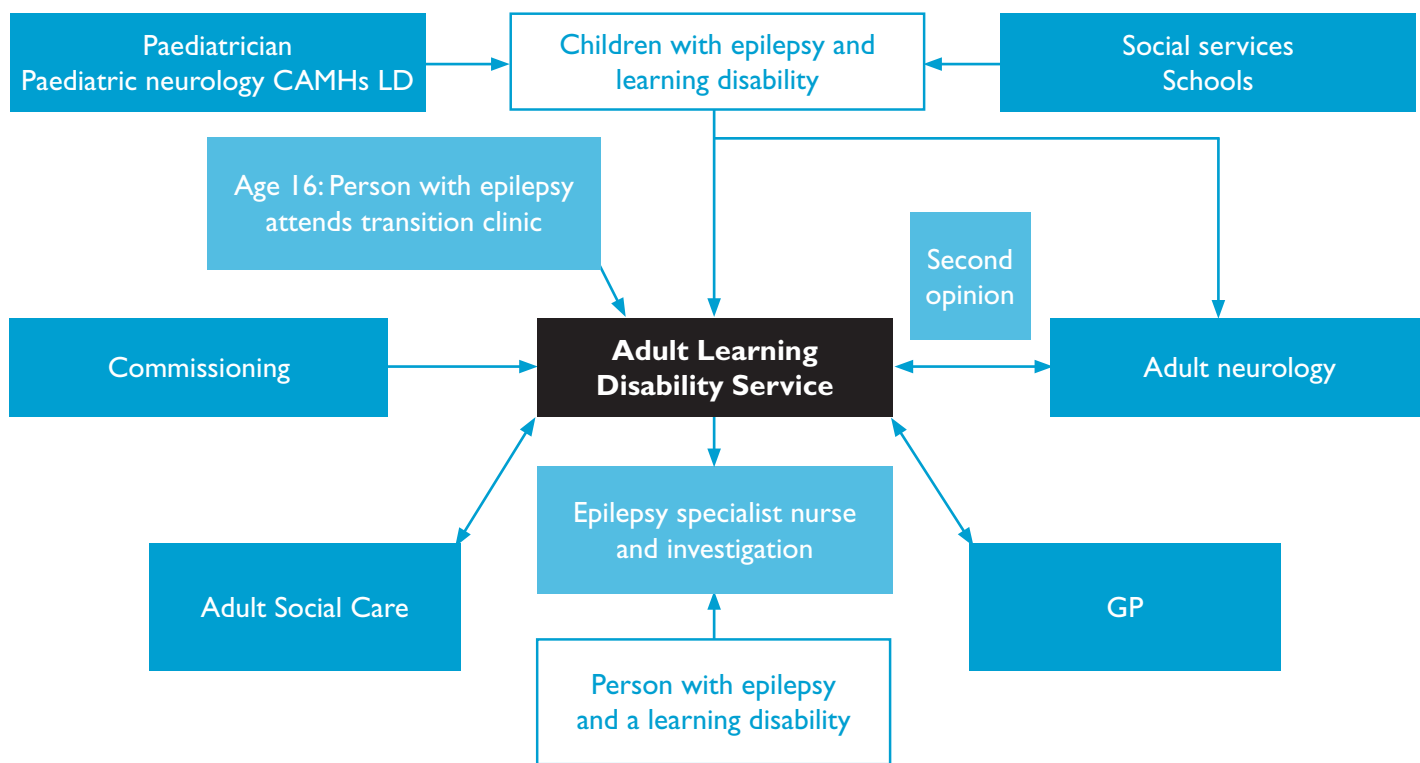 Paediatrician
Paediatric neurology CAMHs LD
Children with epilepsy and
learning disability
Social services
Schools
Age 16: Person with epilepsy
attends transition clinic
Second
opinion
Commissioning
Adult Learning
Disability Service
Adult neurology
Epilepsy specialist nurse
and investigation
Adult Social Care
GP
Person with epilepsy
and a learning disability